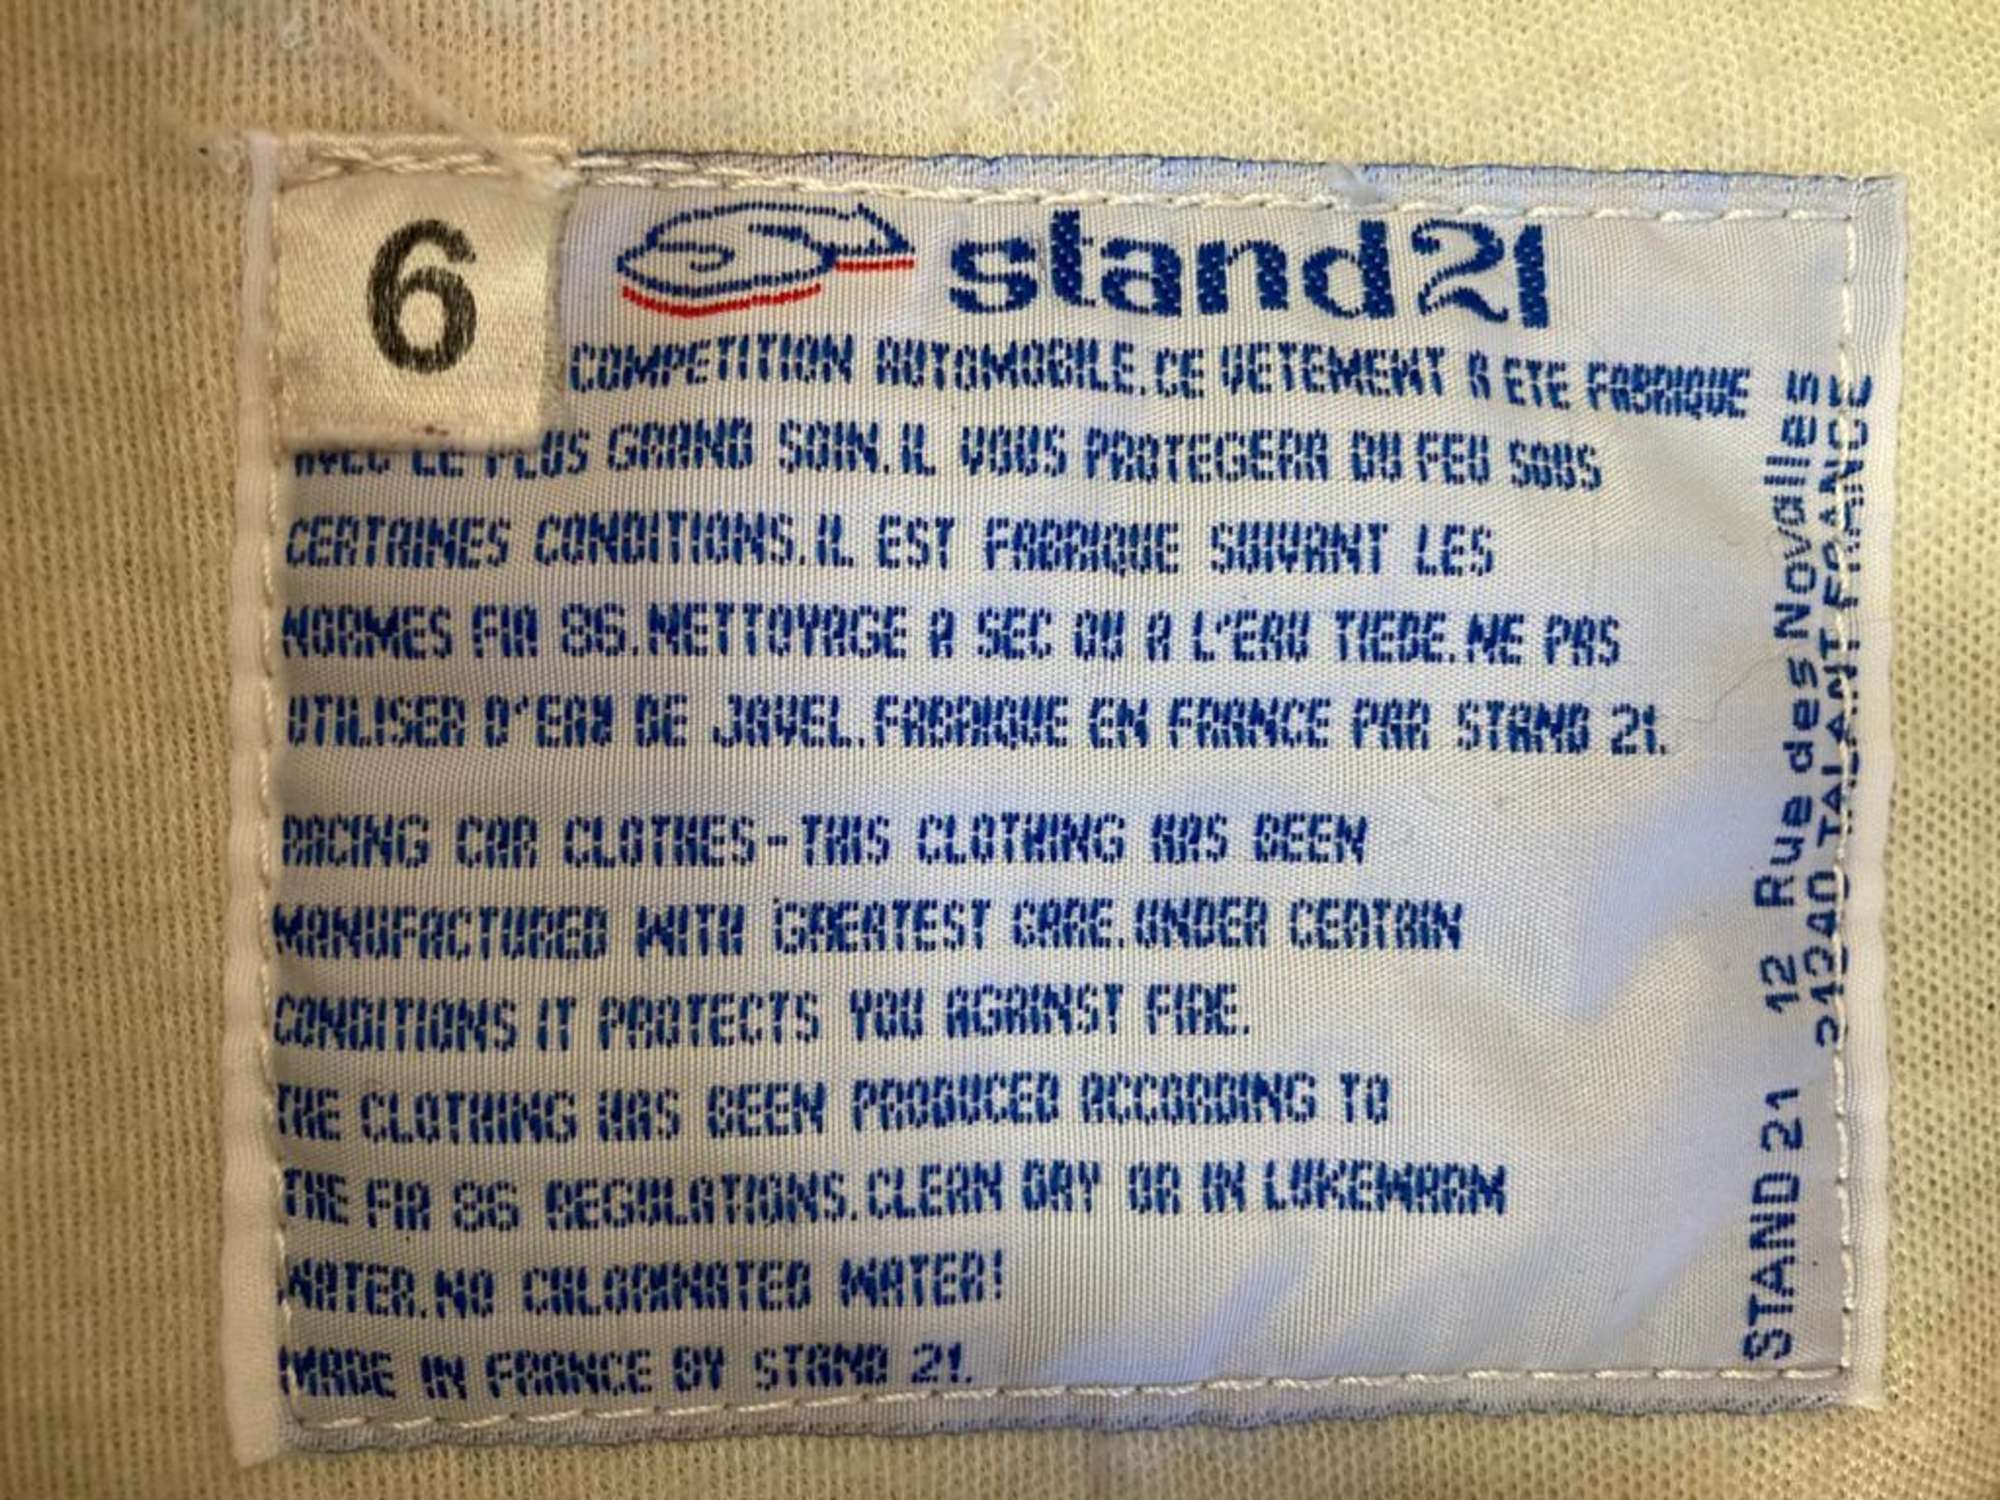 6
stand 21
COMPETITION AUTOMOBILE. CE VETEMENT A ETE FABRIQUE
AVEC LE PLUS GRAND SOIN. IL VOUS PROTEGERA DU FEU SOUS
CERTAINES CONDITIONS. IL EST FABRIQUE SUIVANT LES
NORMES FIA 86. NETTOYAGE A SEC OU A L'EAU TIEDE. NE PAS
UTILISER D'EAU DE JAVEL. FABRIQUE EN FRANCE PAR STAND 21.
RACING CAR CLOTHES - THIS CLOTHING HAS BEEN
MANUFACTURED WITH GREATEST CARE. UNDER CERTAIN
CONDITIONS IT PROTECTS YOU AGAINST FIRE.
THE CLOTHING HAS BEEN PRODUCED ACCORDING TO
THE FIA 86 REGULATIONS. CLEAN DRY OR IN LUKEWARM
WATER. NO CHLORINATED WATER!
MADE IN FRANCE BY STAND 21.
STAND 21 12 Rue des Novalles
21240 TALANT FRANCE